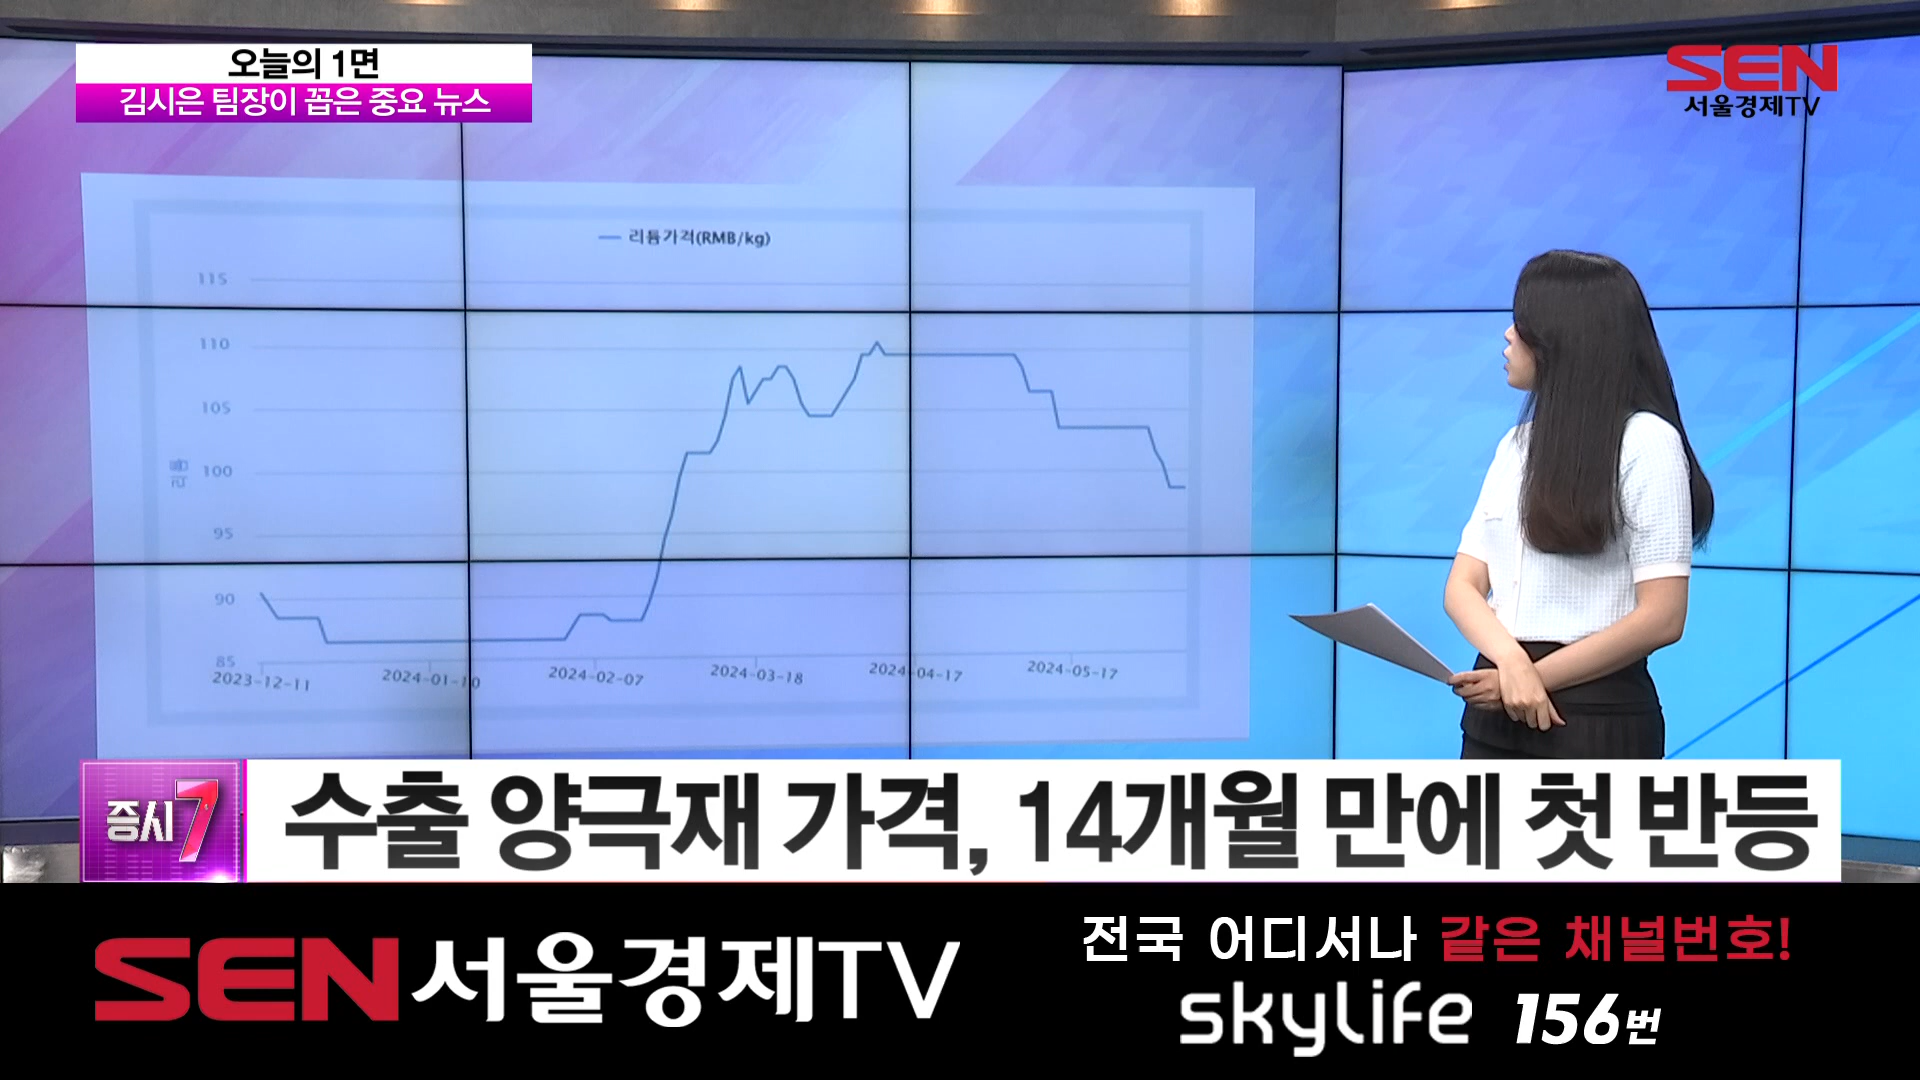 오늘의 1면
김시은 팀장이 꼽은 중요 뉴스
SEN
서울경제TV
리튬가격(RMB/kg)
115
110
105
100
95
90
85
리튬
2023-12-11
2024-01-10
2024-02-07
2024-03-18
2024-04-17
2024-05-17
증시7
수출 양극재 가격, 14개월 만에 첫 반등
SEN 서울경제TV
전국 어디서나 같은 채널번호!
skylife 156번